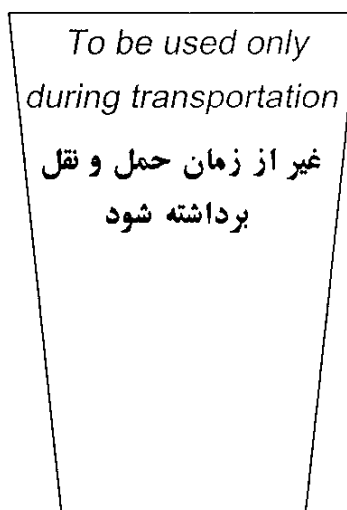 To be used only
during transportation
غیر از زمان حمل و نقل
برداشته شود